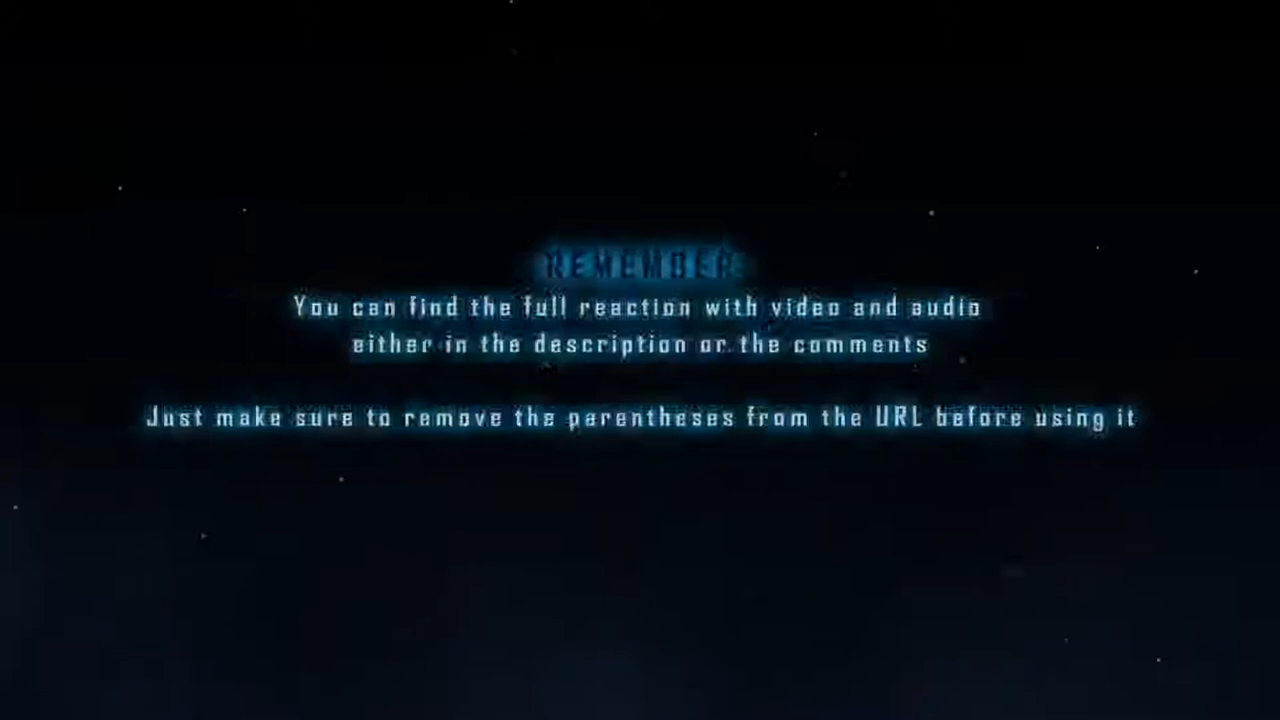 REMEMBER
You can find the full reaction with video and audio
either in the description or the comments
Just make sure to remove the parentheses from the URL before using it